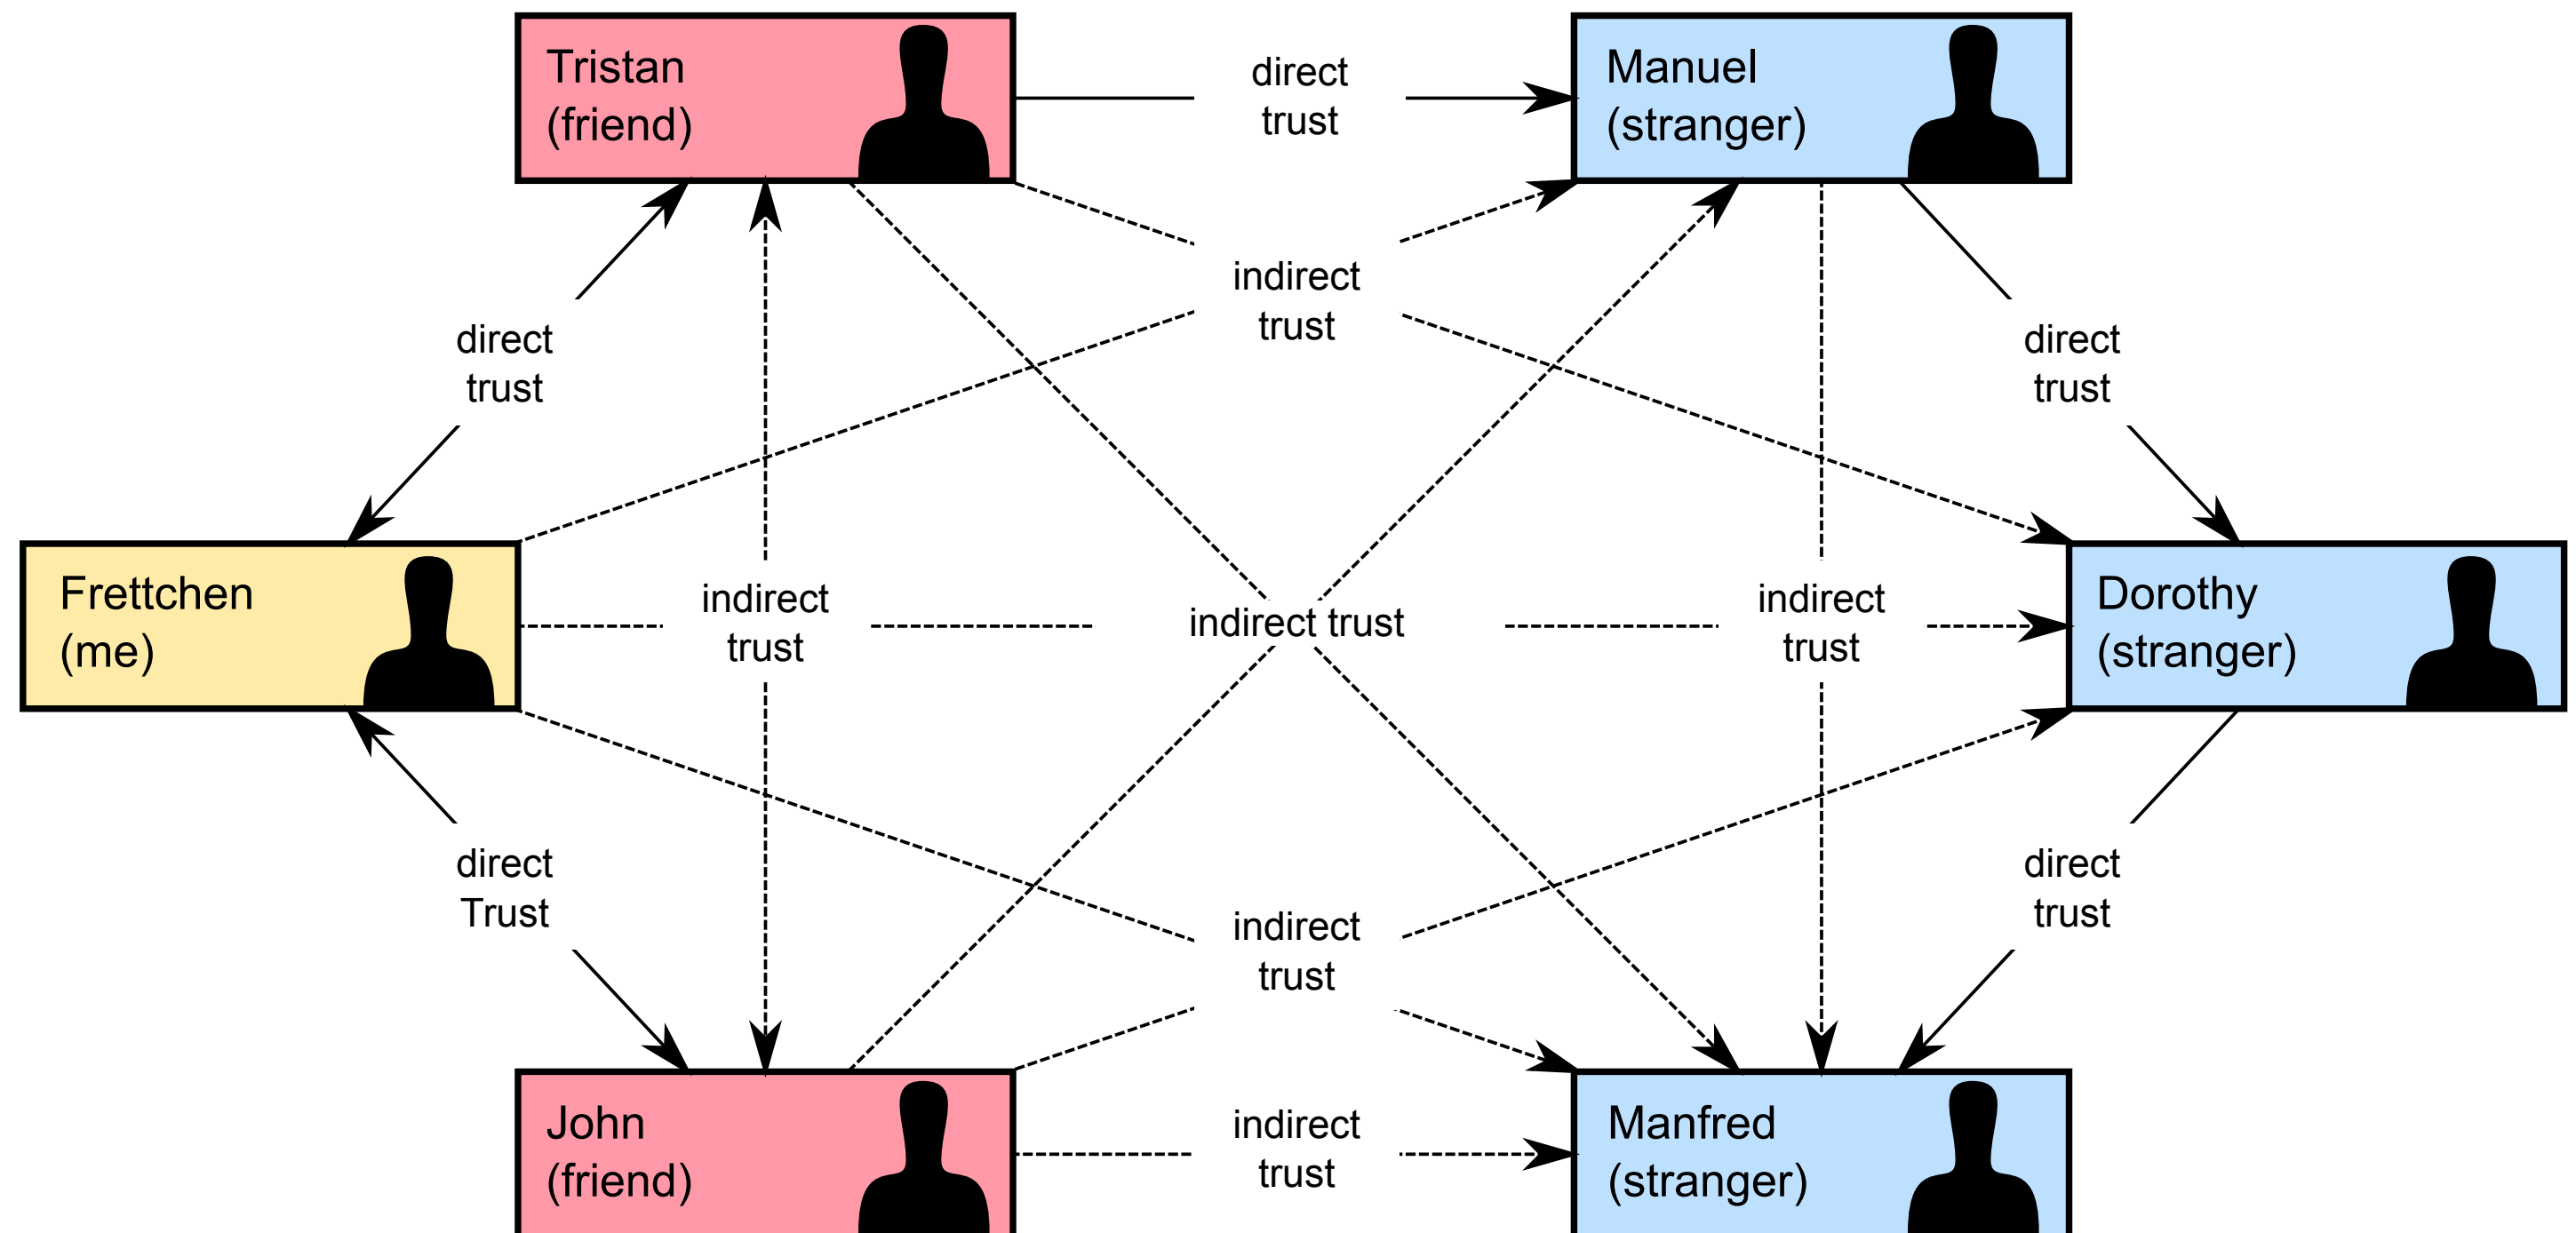 Tristan
(friend)
direct
trust
Manuel
(stranger)
indirect
trust
direct
trust
direct
trust
Frettchen
(me)
indirect
trust
indirect trust
indirect
trust
Dorothy
(stranger)
direct
Trust
indirect
trust
direct
trust
John
(friend)
indirect
trust
Manfred
(stranger)